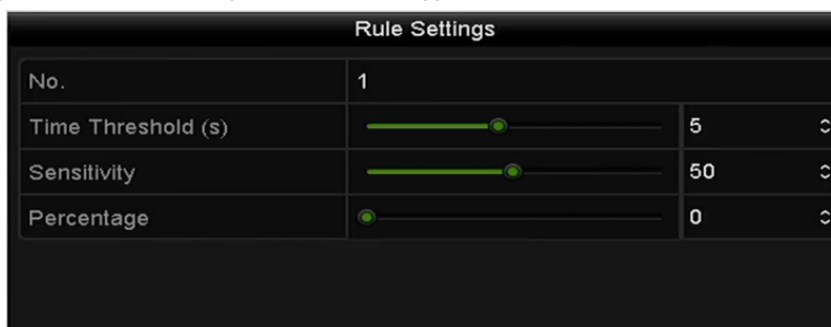 Rule Settings
No. 1
Time Threshold (s) 5
Sensitivity 50
Percentage 0